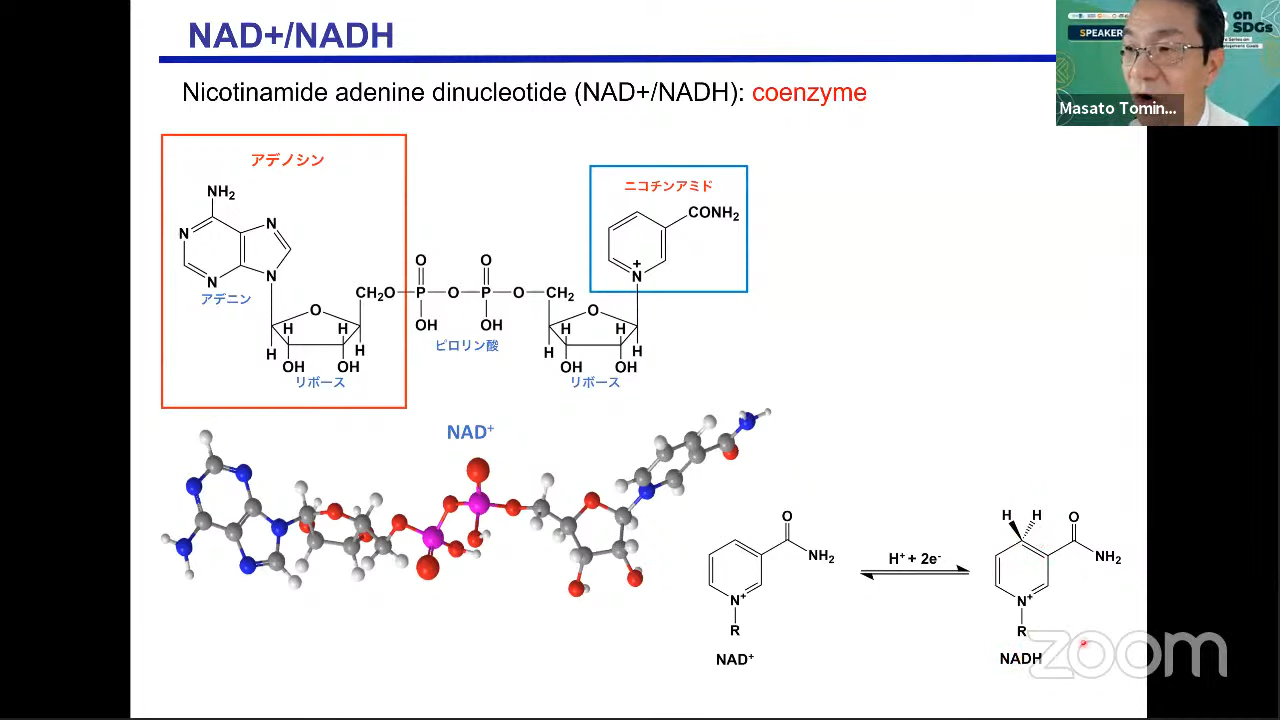 NAD+/NADH
on
SDGs
SPEAKER
Masato Tomin...
Nicotinamide adenine dinucleotide (NAD+/NADH): coenzyme
アデノシン
ニコチンアミド
NH₂
CONH₂
N
N
N
N
アデニン
+
N
O
O
CH₂O
P
O
P
O
CH₂
OH
OH
ピロリン酸
O
H
H
H
H
OH
OH
リボース
O
H
H
H
H
OH
OH
リボース
NAD⁺
O
NH₂
N⁺
R
NAD⁺
H⁺ + 2e⁻
H
H
O
NH₂
N⁺
R
NADH
zoom